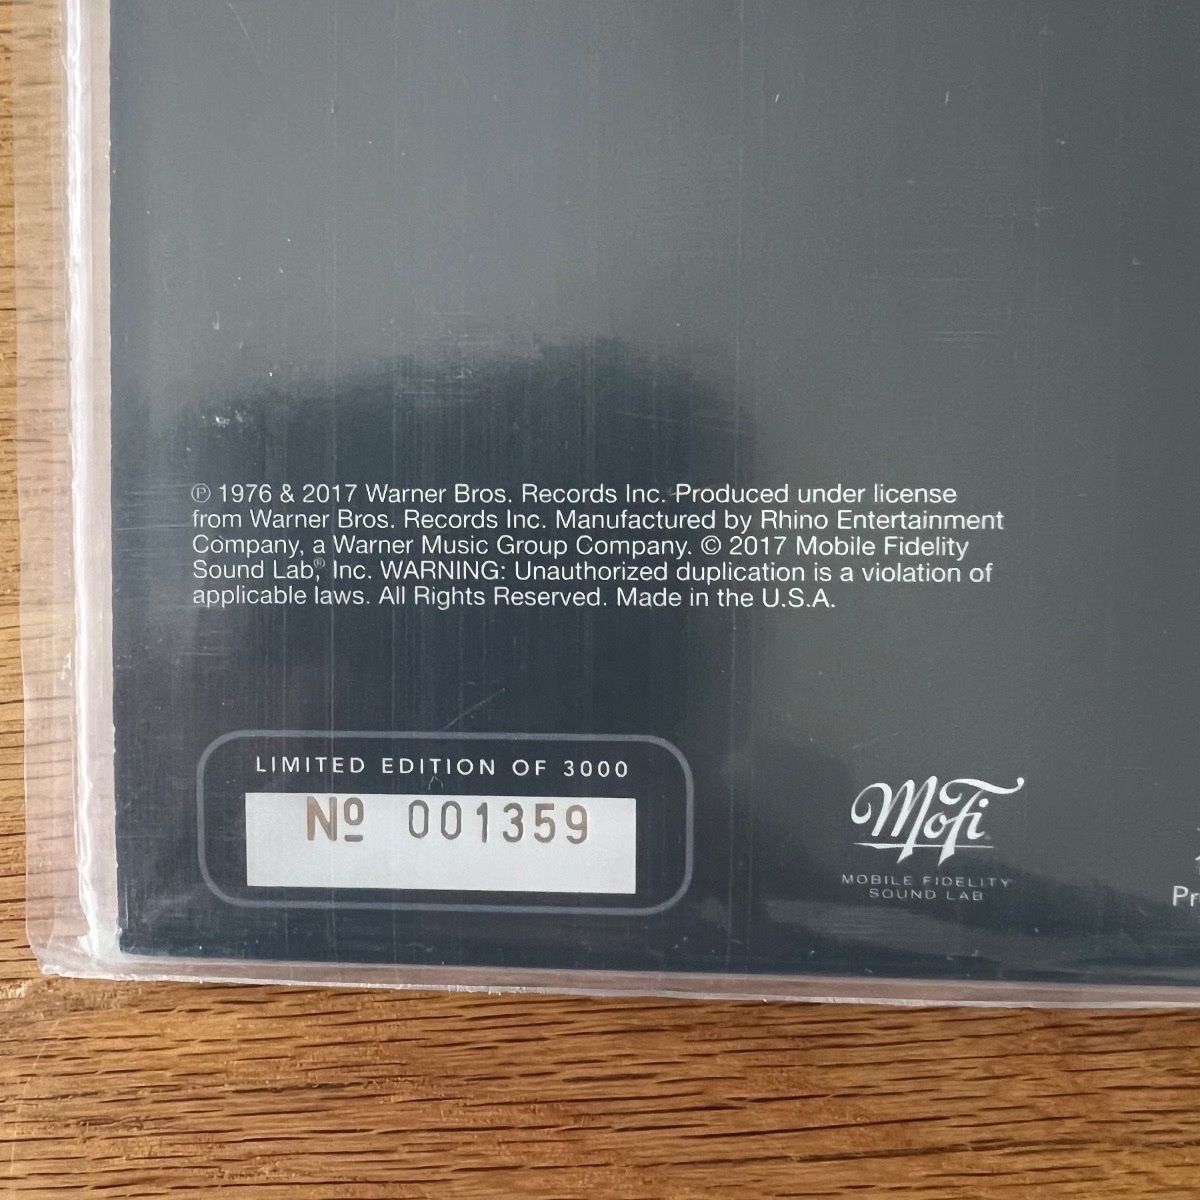 ℗ 1976 & 2017 Warner Bros. Records Inc. Produced under license
from Warner Bros. Records Inc. Manufactured by Rhino Entertainment
Company, a Warner Music Group Company. © 2017 Mobile Fidelity
Sound Lab,® Inc. WARNING: Unauthorized duplication is a violation of
applicable laws. All Rights Reserved. Made in the U.S.A.
LIMITED EDITION OF 3000
Nº 001359
MoFi
MOBILE FIDELITY
SOUND LAB